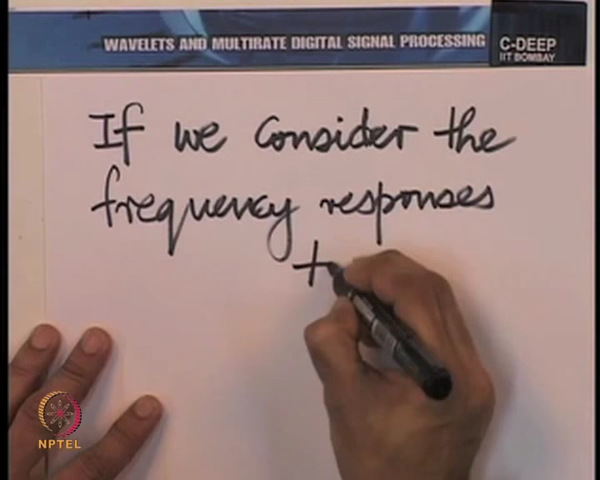 WAVELETS AND MULTIRATE DIGITAL SIGNAL PROCESSING
C-DEEP
IIT BOMBAY
If we consider the
frequency responses
NPTEL